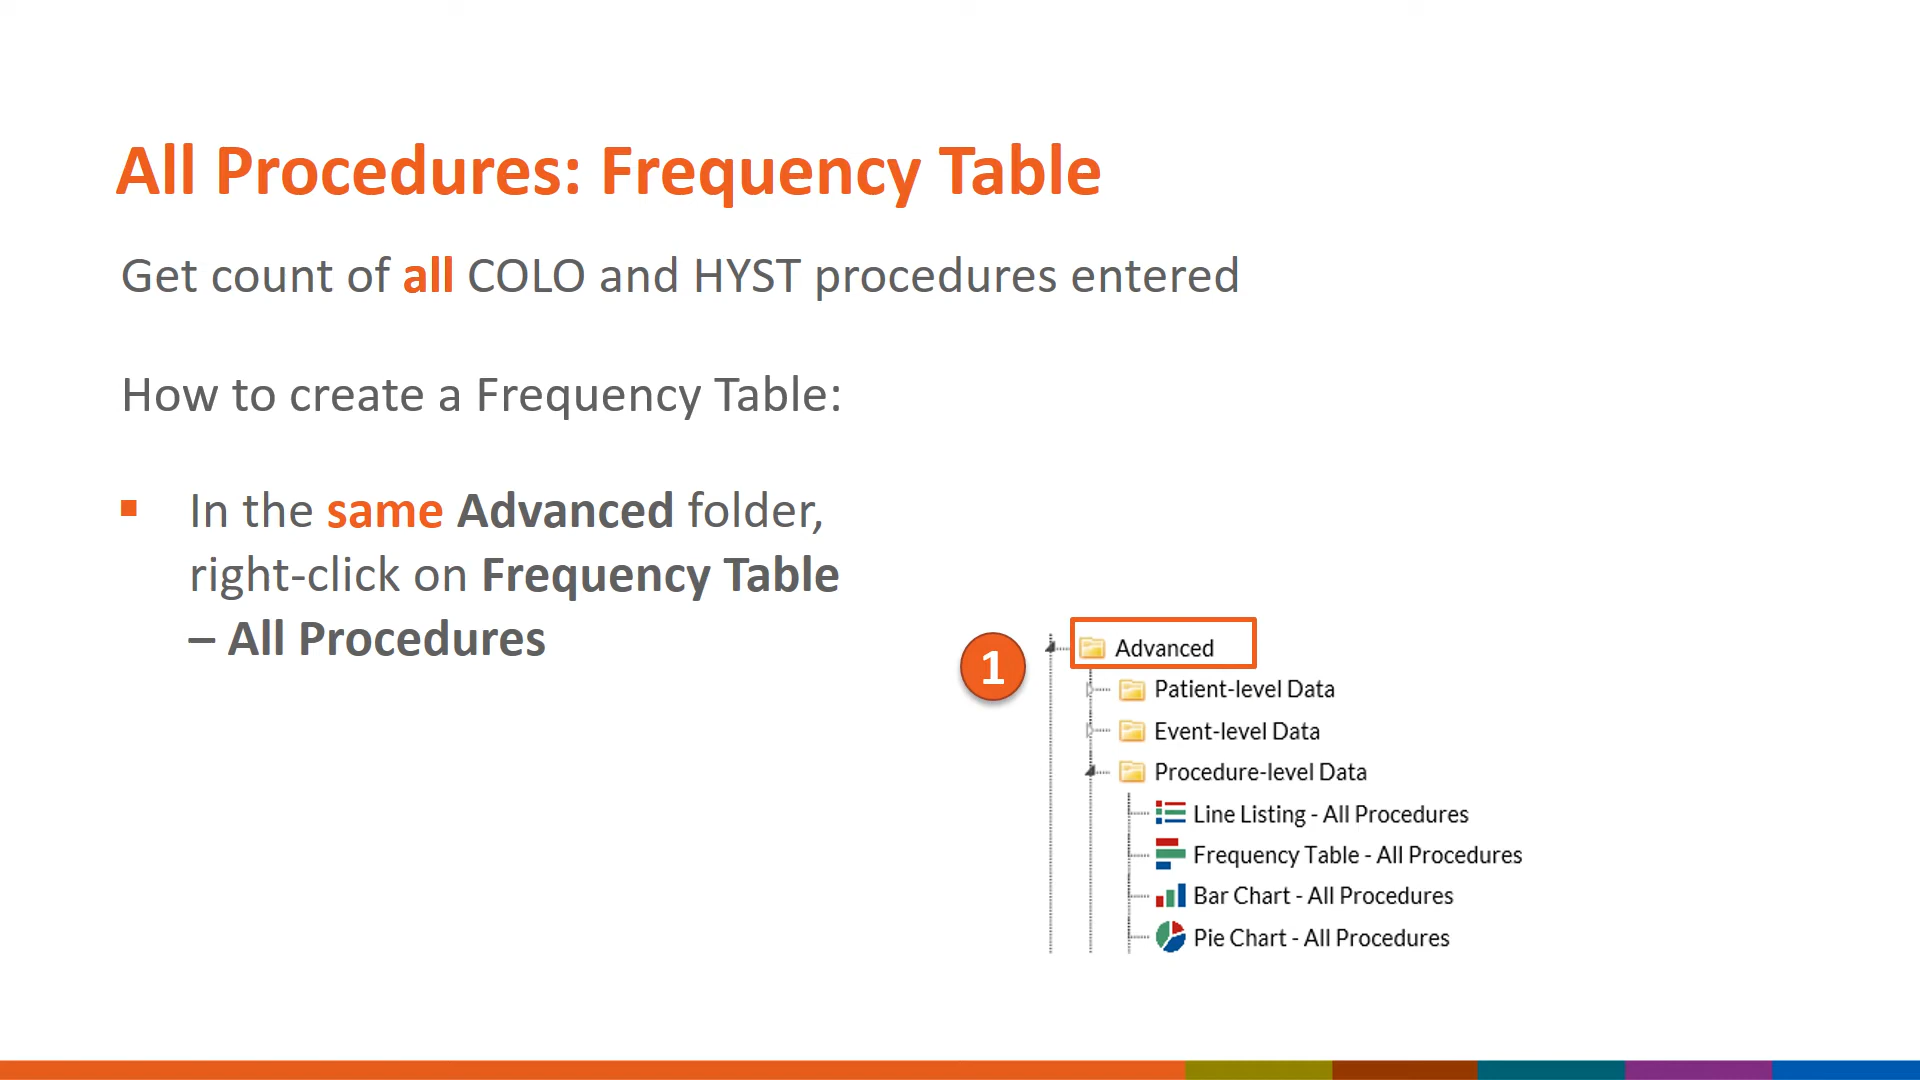 All Procedures: Frequency Table
Get count of all COLO and HYST procedures entered
How to create a Frequency Table:
In the same Advanced folder,
right-click on Frequency Table
– All Procedures
1
Advanced
Patient-level Data
Event-level Data
Procedure-level Data
Line Listing - All Procedures
Frequency Table - All Procedures
Bar Chart - All Procedures
Pie Chart - All Procedures